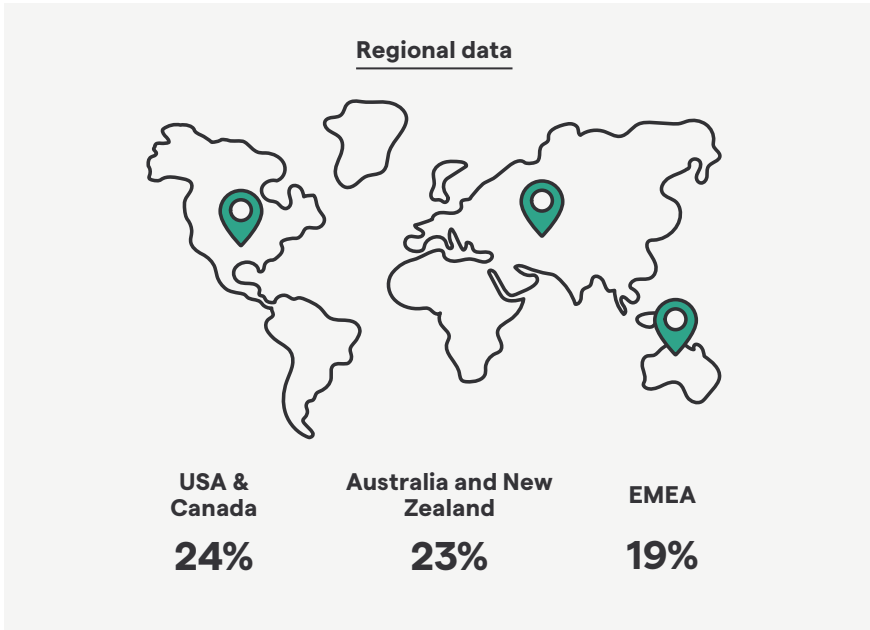 Regional data
USA &
Canada
24%
Australia and New
Zealand
23%
EMEA
19%